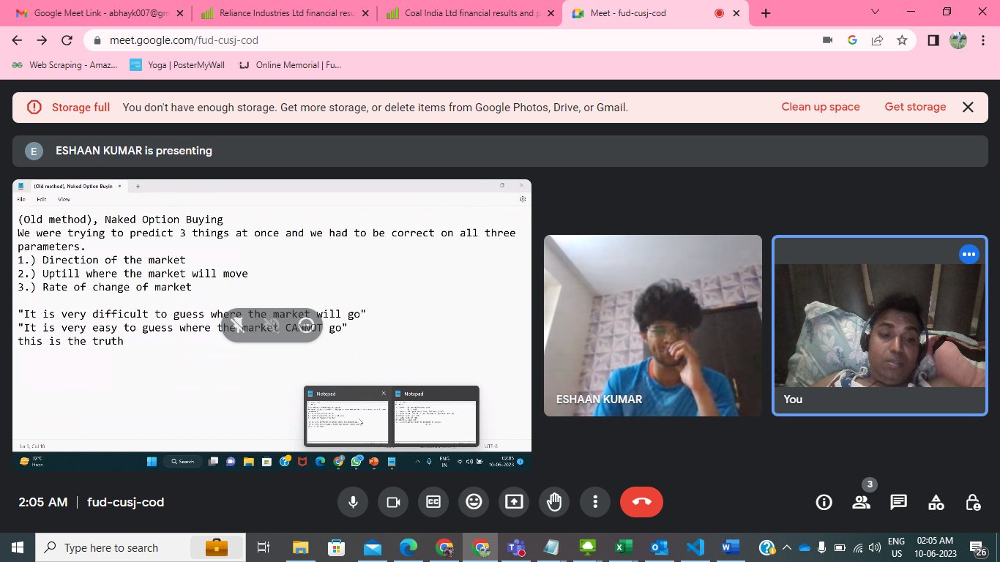 Google Meet Link - abhayk007@gm
Reliance Industries Ltd financial resu
Coal India Ltd financial results and p
Meet - fud-cusj-cod
meet.google.com/fud-cusj-cod
Web Scraping - Amaz...
Yoga | PosterMyWall
Online Memorial | Fu...
Storage full You don't have enough storage. Get more storage, or delete items from Google Photos, Drive, or Gmail.
Clean up space
Get storage
E
ESHAAN KUMAR is presenting
(Old method), Naked Option Buyin
File Edit View
(Old method), Naked Option Buying
We were trying to predict 3 things at once and we had to be correct on all three
parameters.
1.) Direction of the market
2.) Uptill where the market will move
3.) Rate of change of market
"It is very difficult to guess where the market will go"
"It is very easy to guess where the market CANNOT go"
this is the truth
Notepad
Notepad
Ln 9, Col 18
UTF-8
32°C
Haze
Search
ENG
IN
02:05
10-06-2023
ESHAAN KUMAR
You
2:05 AM | fud-cusj-cod
3
Type here to search
ENG
US
02:05 AM
10-06-2023
26